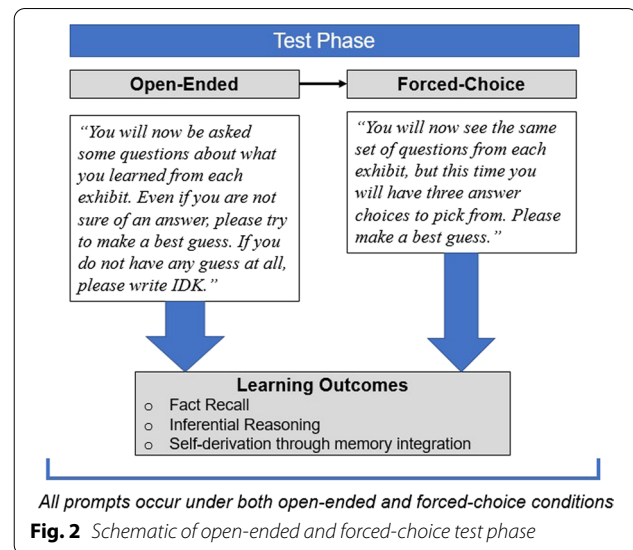 Test Phase
Open-Ended
Forced-Choice
“You will now be asked
some questions about what
you learned from each
exhibit. Even if you are not
sure of an answer, please try
to make a best guess. If you
do not have any guess at all,
please write IDK.”
“You will now see the same
set of questions from each
exhibit, but this time you
will have three answer
choices to pick from. Please
make a best guess.”
Learning Outcomes
o Fact Recall
o Inferential Reasoning
o Self-derivation through memory integration
All prompts occur under both open-ended and forced-choice conditions
Fig. 2 Schematic of open-ended and forced-choice test phase